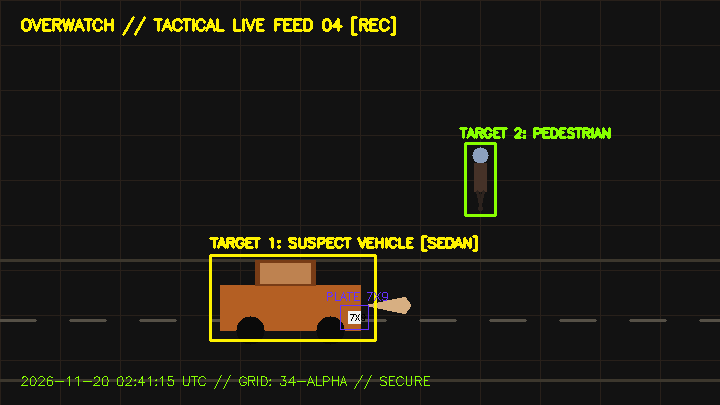 OVERWATCH // TACTICAL LIVE FEED 04 [REC]
TARGET 2: PEDESTRIAN
TARGET 1: SUSPECT VEHICLE [SEDAN]
PLATE 7X9
7X
2026-11-20 02:41:15 UTC // GRID: 34-ALPHA // SECURE